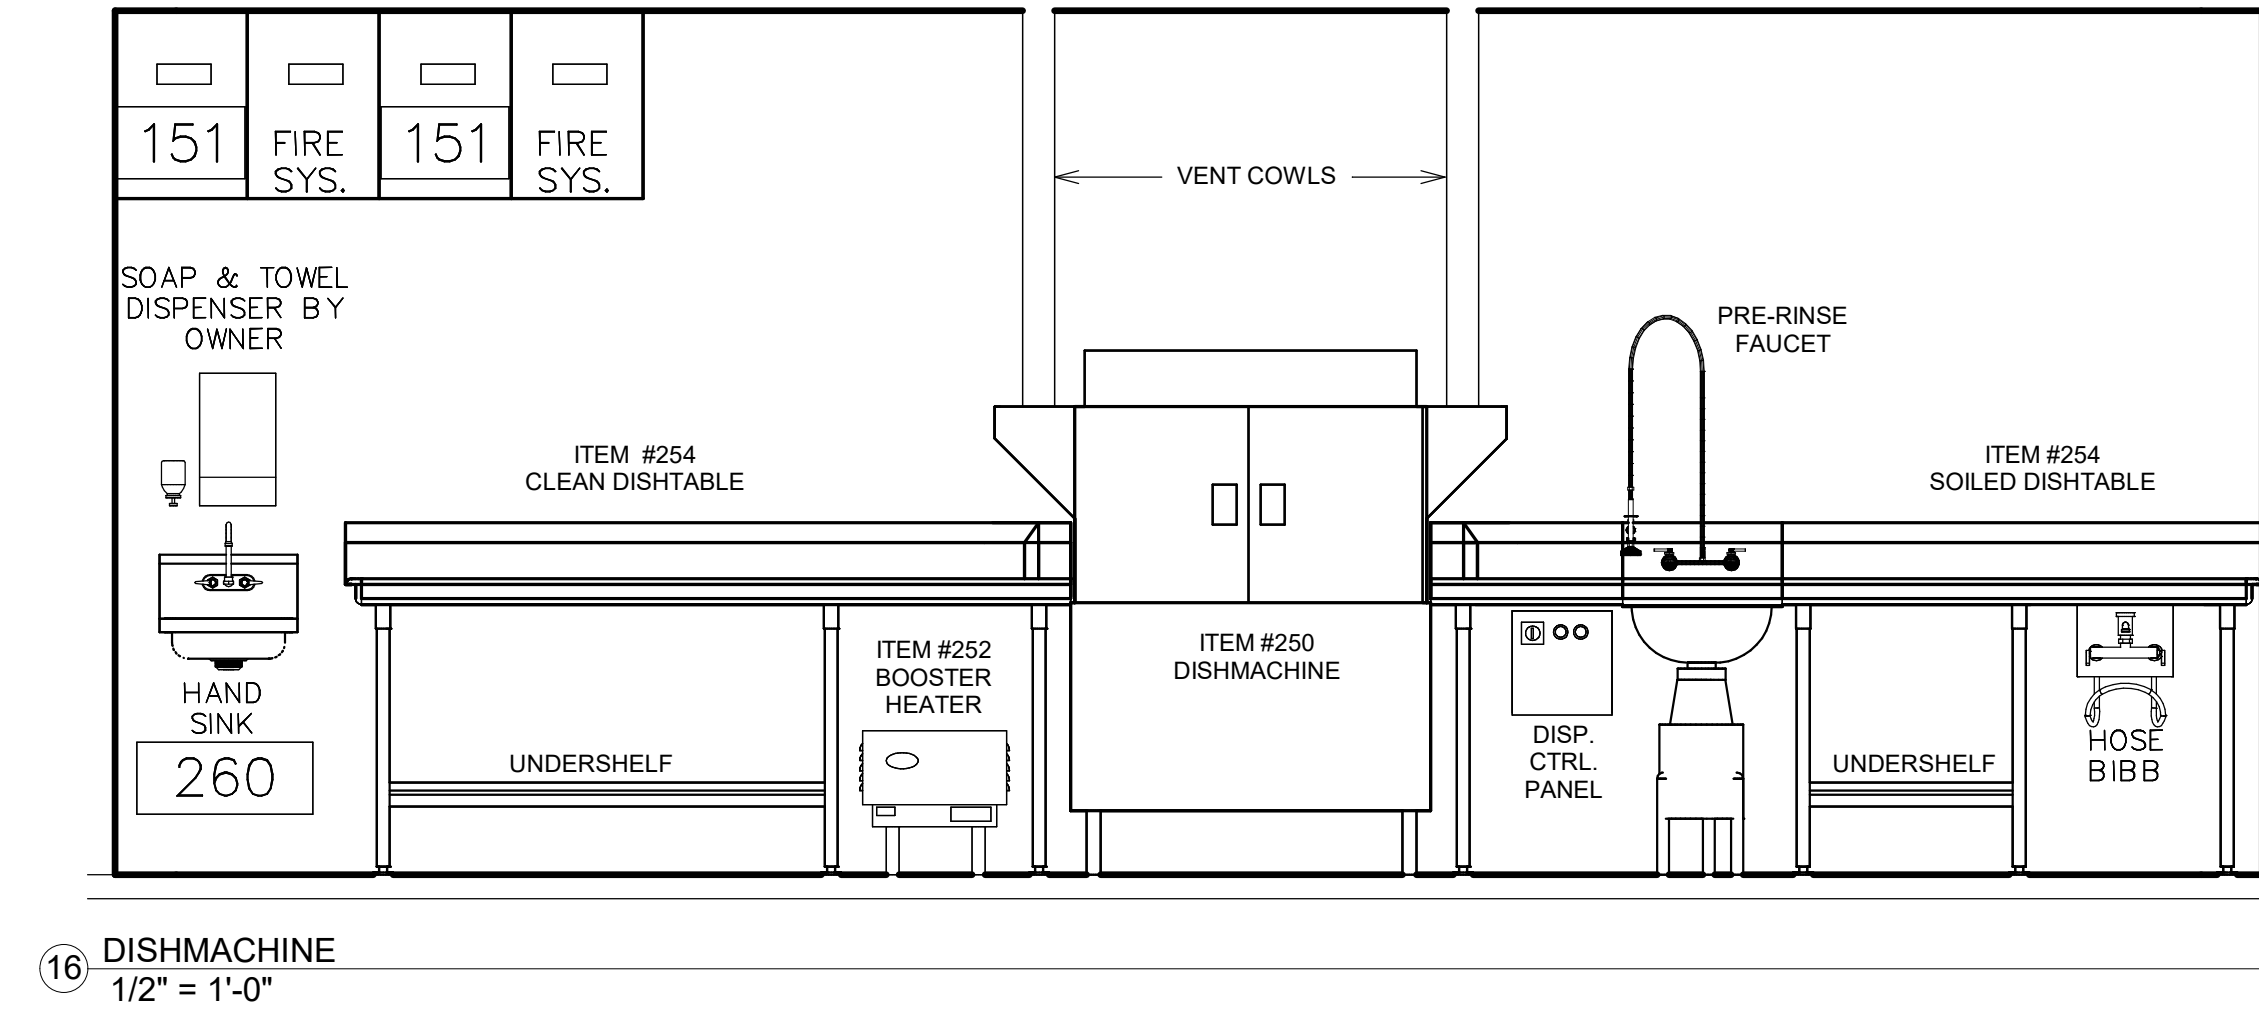 151
FIRE
SYS.
151
FIRE
SYS.
VENT COWLS
SOAP & TOWEL
DISPENSER BY
OWNER
PRE-RINSE
FAUCET
ITEM #254
CLEAN DISHTABLE
ITEM #254
SOILED DISHTABLE
HAND
SINK
260
UNDERSHELF
ITEM #252
BOOSTER
HEATER
ITEM #250
DISHMACHINE
DISP.
CTRL.
PANEL
UNDERSHELF
HOSE
BIBB
16
DISHMACHINE
1/2" = 1'-0"